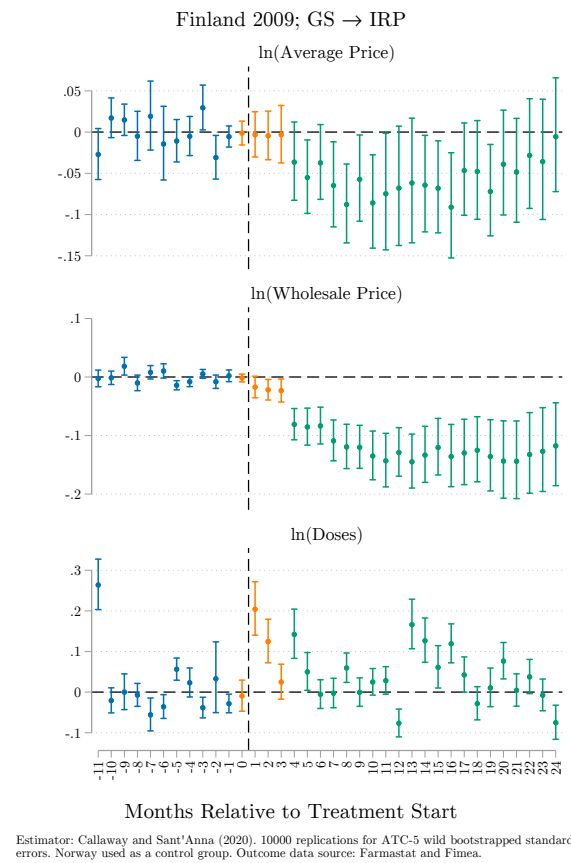 Finland 2009; GS → IRP
ln(Average Price)
.05
0
-.05
-.1
-.15
ln(Wholesale Price)
.1
0
-.1
-.2
ln(Doses)
.3
.2
.1
0
-.1
-11 -10 -9 -8 -7 -6 -5 -4 -3 -2 -1 0 1 2 3 4 5 6 7 8 9 10 11 12 13 14 15 16 17 18 19 20 21 22 23 24
Months Relative to Treatment Start
Estimator: Callaway and Sant'Anna (2020). 10000 replications for ATC-5 wild bootstrapped standard
errors. Norway used as a control group. Outcome data source: Farmastat and Fimea.